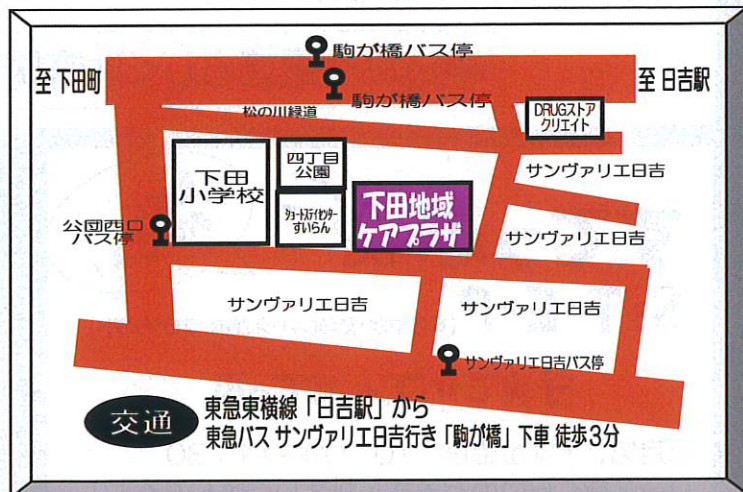 駒が橋バス停
至 下田町
至 日吉駅
駒が橋バス停
松の川緑道
DRUGストア
クリエイト
四丁目
公園
下田
小学校
サンヴァリエ日吉
下田地域
ケアプラザ
ショートステイセンター
すいらん
公団西口
バス停
サンヴァリエ日吉
サンヴァリエ日吉
サンヴァリエ日吉
サンヴァリエ日吉バス停
交通
東急東横線「日吉駅」から
東急バス サンヴァリエ日吉行き「駒が橋」下車 徒歩3分